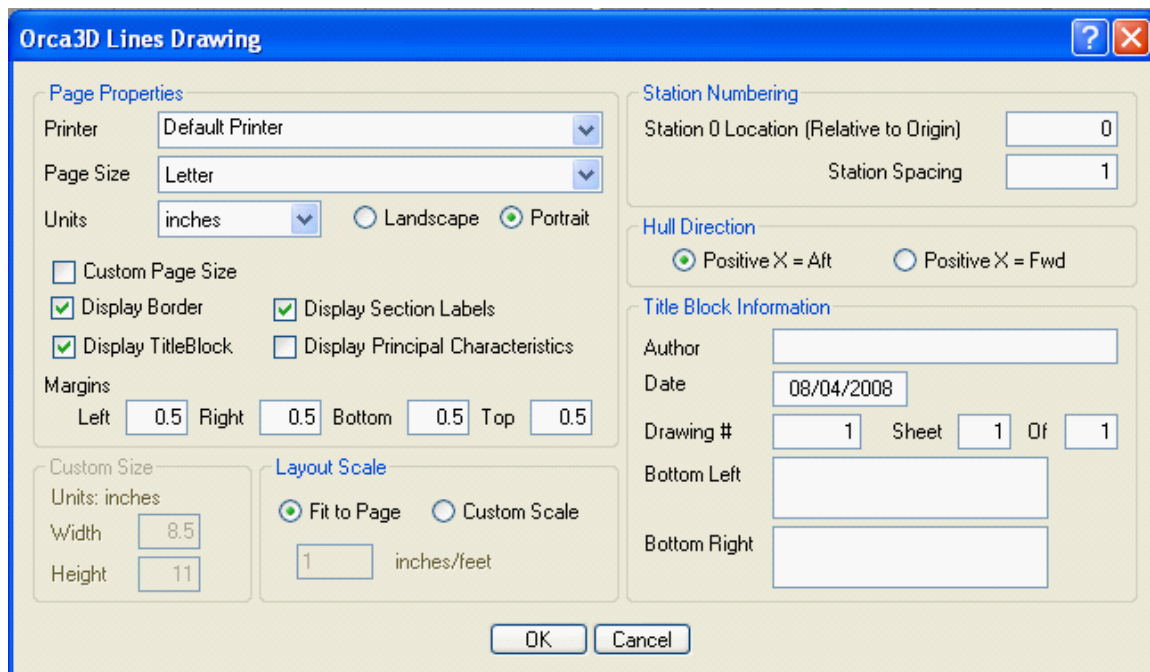 Orca3D Lines Drawing
Page Properties
Printer Default Printer
Page Size Letter
Units inches Landscape Portrait
Custom Page Size
Display Border Display Section Labels
Display TitleBlock Display Principal Characteristics
Margins
Left 0.5 Right 0.5 Bottom 0.5 Top 0.5
Custom Size
Units: inches
Width 8.5
Height 11
Layout Scale
Fit to Page Custom Scale
1 inches/feet
Station Numbering
Station 0 Location (Relative to Origin) 0
Station Spacing 1
Hull Direction
Positive X = Aft Positive X = Fwd
Title Block Information
Author
Date 08/04/2008
Drawing # 1 Sheet 1 Of 1
Bottom Left
Bottom Right
OK Cancel